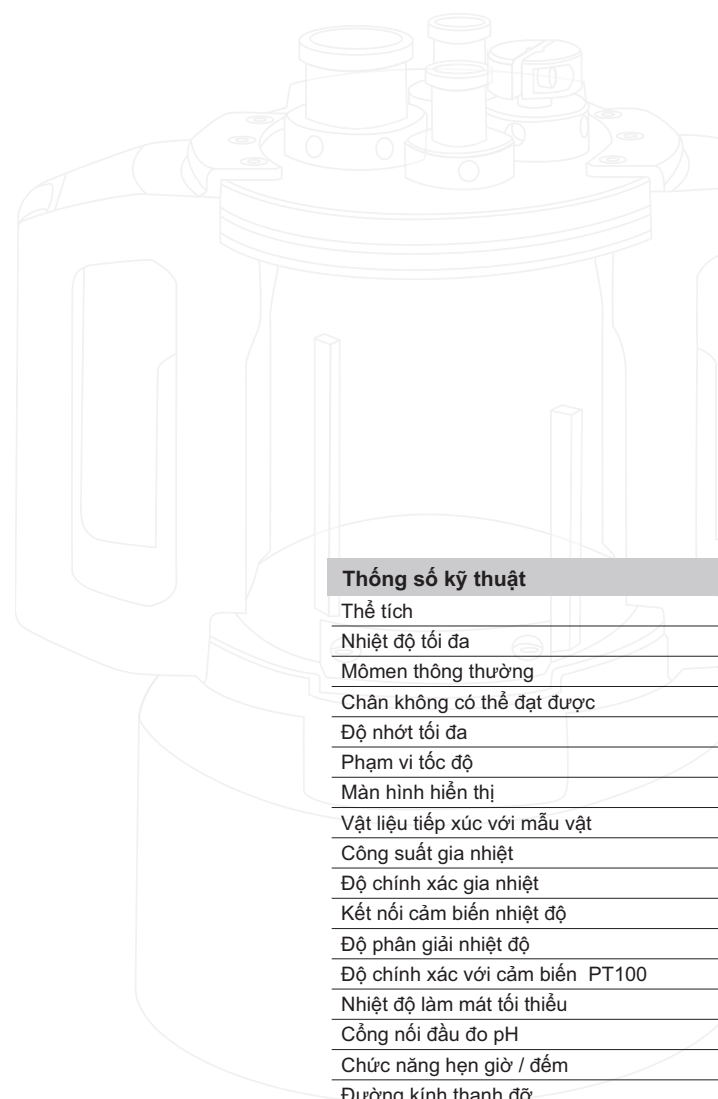 Thống số kỹ thuật
Thể tích
Nhiệt độ tối đa
Mômen thông thường
Chân không có thể đạt được
Độ nhớt tối đa
Phạm vi tốc độ
Màn hình hiển thị
Vật liệu tiếp xúc với mẫu vật
Công suất gia nhiệt
Độ chính xác gia nhiệt
Kết nối cảm biến nhiệt độ
Độ phân giải nhiệt độ
Độ chính xác với cảm biến PT100
Nhiệt độ làm mát tối thiểu
Cổng nối đầu đo pH
Chức năng hẹn giờ / đếm
Đường kính thanh đỡ